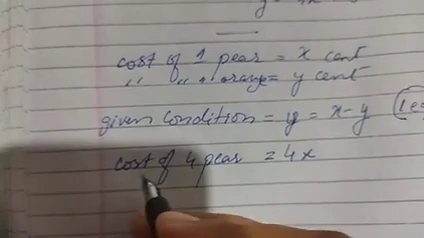 cost of 1 pear = x cent
" " 1 orange = y cent
given condition = y = x - y
cost of 4 pear = 4x